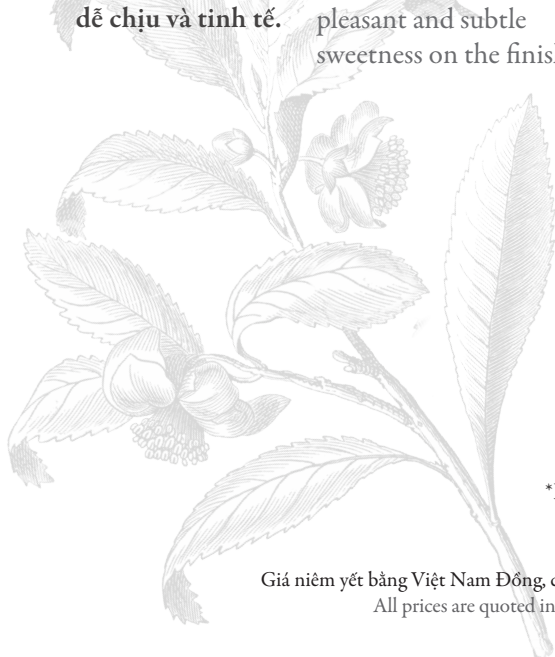 dễ chịu và tinh tế.
pleasant and subtle
sweetness on the
Giá niêm yết bằng Việt Nam Đồng,
All prices are quoted in